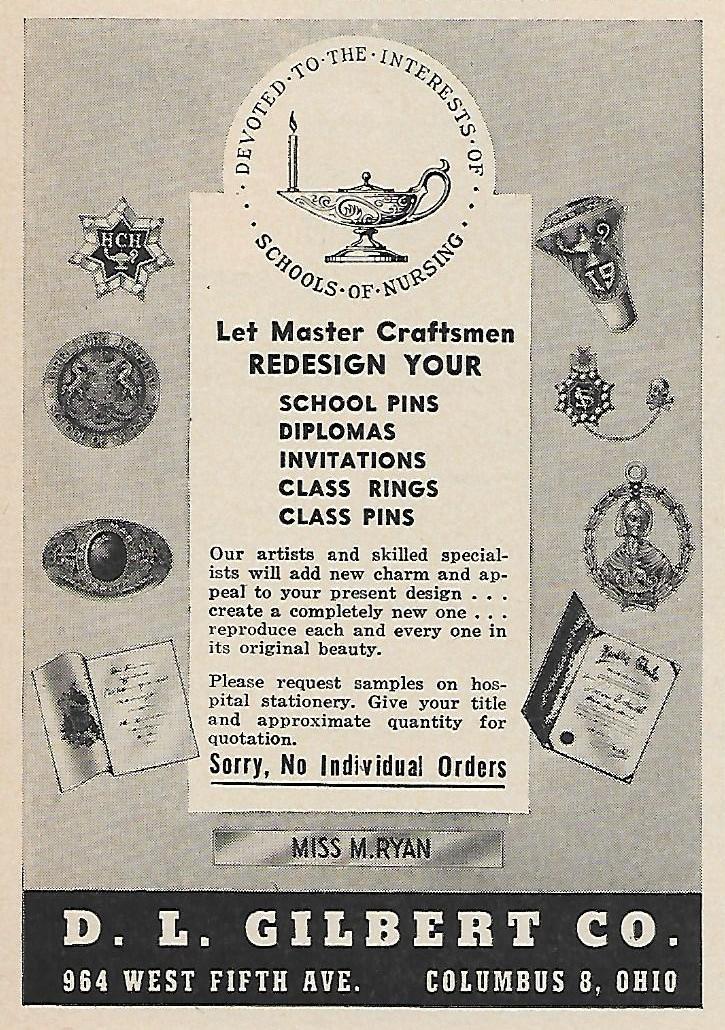 DEVOTED·TO·THE·INTERESTS·OF
SCHOOLS·OF·NURSING
HCH
19
Let Master Craftsmen
REDESIGN YOUR
SCHOOL PINS
DIPLOMAS
INVITATIONS
CLASS RINGS
CLASS PINS
Our artists and skilled special-
ists will add new charm and ap-
peal to your present design . . .
create a completely new one . . .
reproduce each and every one in
its original beauty.
Please request samples on hos-
pital stationery. Give your title
and approximate quantity for
quotation.
Sorry, No Individual Orders
MISS M.RYAN
D. L. GILBERT CO.
964 WEST FIFTH AVE. COLUMBUS 8, OHIO